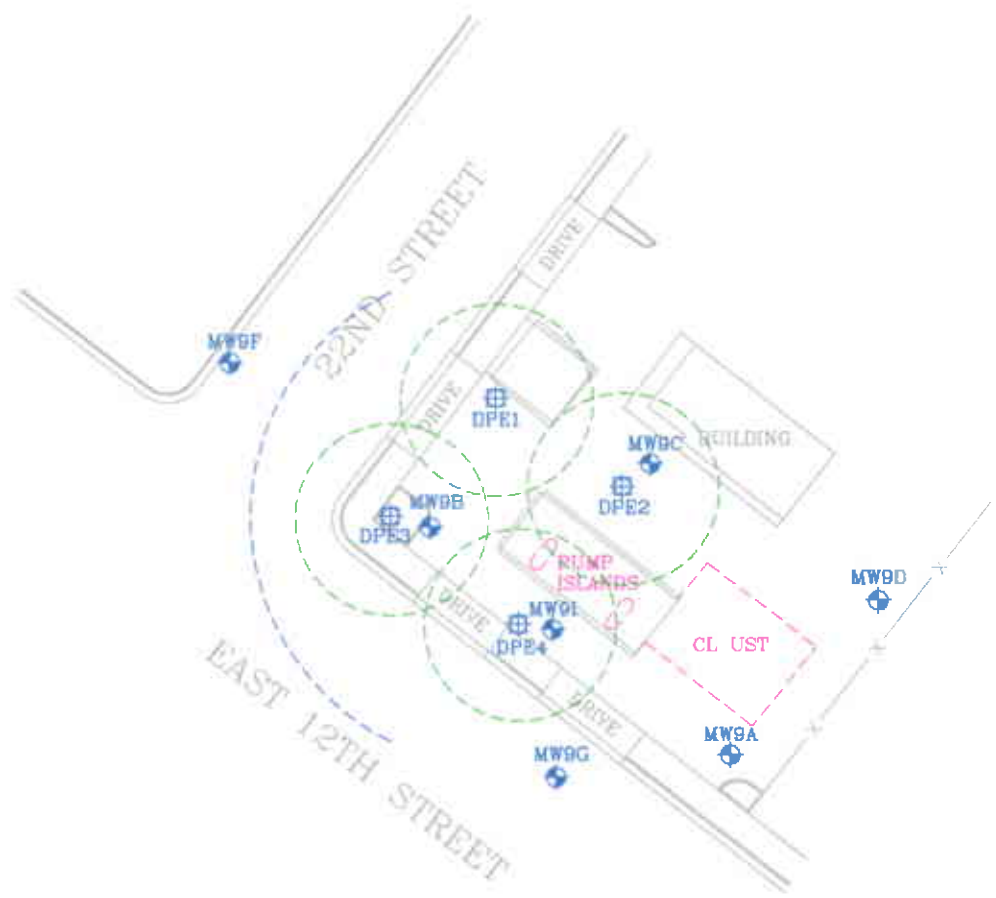 22ND STREET
DRIVE
MW9F
DRIVE
DPE1
BUILDING
MW9C
DPE2
MW9B
DPE3
PUMP
ISLANDS
MW9D
DRIVE
MW9I
DPE4
CL UST
EAST 12TH STREET
DRIVE
MW9A
MW9G